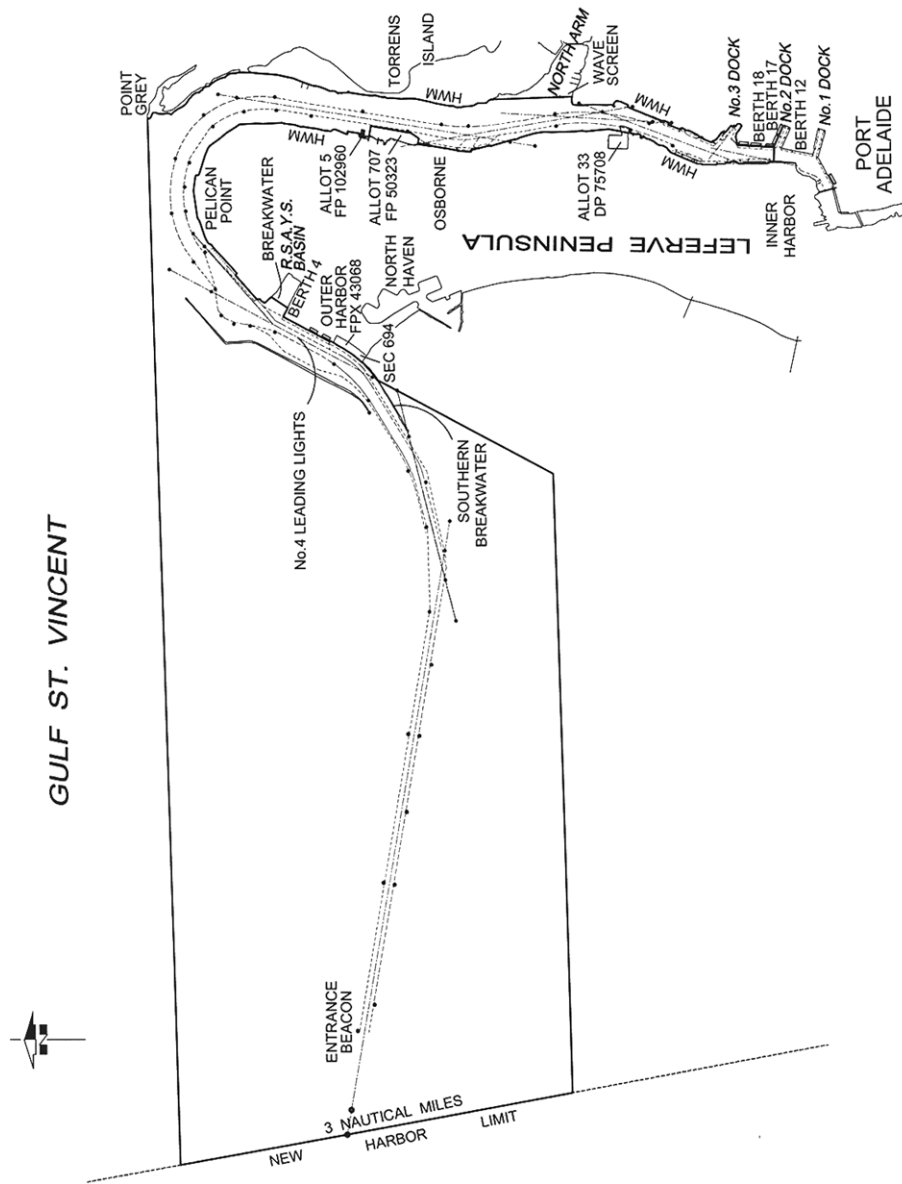 GULF ST. VINCENT
N
POINT
GREY
TORRENS
ISLAND
NORTH ARM
WAVE
SCREEN
HWM
HWM
No.3 DOCK
BERTH 18
BERTH 17
No.2 DOCK
BERTH 12
No.1 DOCK
PORT
ADELAIDE
PELICAN
POINT
HWM
ALLOT 5
FP 102960
ALLOT 707
FP 50323
OSBORNE
ALLOT 33
DP 75708
HWM
INNER
HARBOR
LEFERVE PENINSULA
BREAKWATER
R.S.A.Y.S.
BASIN
BERTH 4
OUTER
HARBOR
FPX 43068
NORTH
HAVEN
SEC 694
No.4 LEADING LIGHTS
SOUTHERN
BREAKWATER
ENTRANCE
BEACON
3 NAUTICAL MILES
NEW HARBOR LIMIT